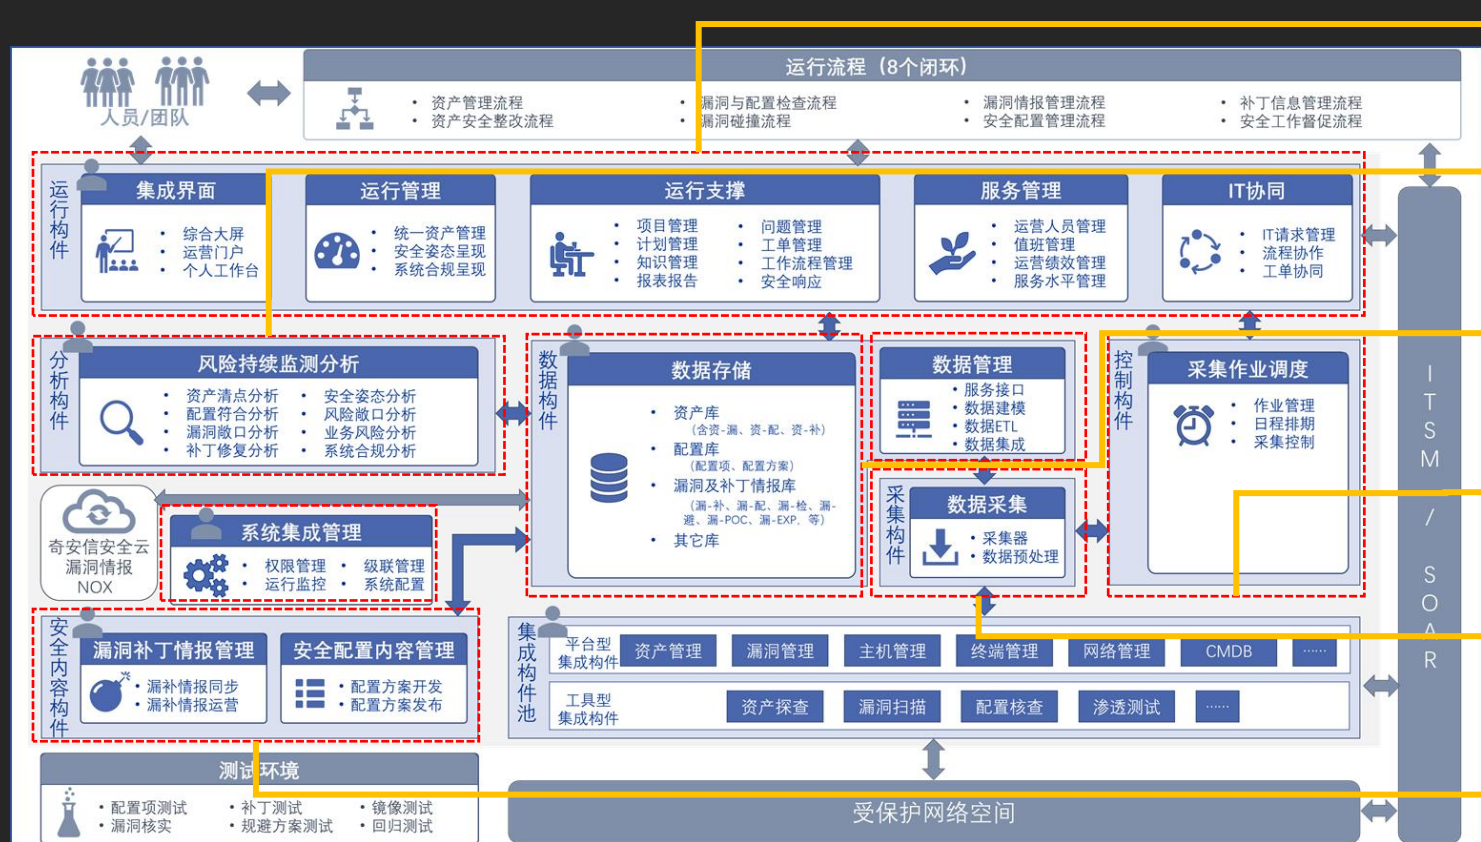 人员/团队
运行流程（8个闭环）
• 资产管理流程
• 资产安全整改流程
• 漏洞与配置检查流程
• 漏洞碰撞流程
• 漏洞情报管理流程
• 安全配置管理流程
• 补丁信息管理流程
• 安全工作督促流程
运行构件
集成界面
• 综合大屏
• 运营门户
• 个人工作台
运行管理
• 统一资产管理
• 安全姿态呈现
• 系统合规呈现
运行支撑
• 项目管理
• 计划管理
• 知识管理
• 报表报告
• 问题管理
• 工单管理
• 工作流程管理
• 安全响应
服务管理
• 运营人员管理
• 值班管理
• 运营绩效管理
• 服务水平管理
IT协同
• IT请求管理
• 流程协作
• 工单协同
分析构件
风险持续监测分析
• 资产清点分析
• 配置符合分析
• 漏洞敞口分析
• 补丁修复分析
• 安全姿态分析
• 风险敞口分析
• 业务风险分析
• 系统合规分析
数据构件
数据存储
• 资产库
（含资-漏、资-配、资-补）
• 配置库
（配置项、配置方案）
• 漏洞及补丁情报库
（漏-补、漏-配、漏-检、漏-
避、漏-POC、漏-EXP，等）
• 其它库
数据管理
• 服务接口
• 数据建模
• 数据ETL
• 数据集成
控制构件
采集作业调度
• 作业管理
• 日程排期
• 采集控制
采集构件
数据采集
• 采集器
• 数据预处理
ITSM / SOAR
奇安信安全云
漏洞情报
NOX
系统集成管理
• 权限管理
• 运行监控
• 级联管理
• 系统配置
安全内容构件
漏洞补丁情报管理
• 漏补情报同步
• 漏补情报运营
安全配置内容管理
• 配置方案开发
• 配置方案发布
集成构件池
平台型
集成构件
资产管理
漏洞管理
主机管理
终端管理
网络管理
CMDB
……
工具型
集成构件
资产探查
漏洞扫描
配置核查
渗透测试
……
测试环境
• 配置项测试
• 漏洞核实
• 补丁测试
• 规避方案测试
• 镜像测试
• 回归测试
受保护网络空间